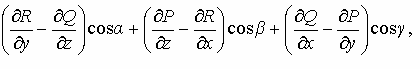 (∂R/∂y − ∂Q/∂z) cosα + (∂P/∂z − ∂R/∂x) cosβ + (∂Q/∂x − ∂P/∂y) cosγ ,